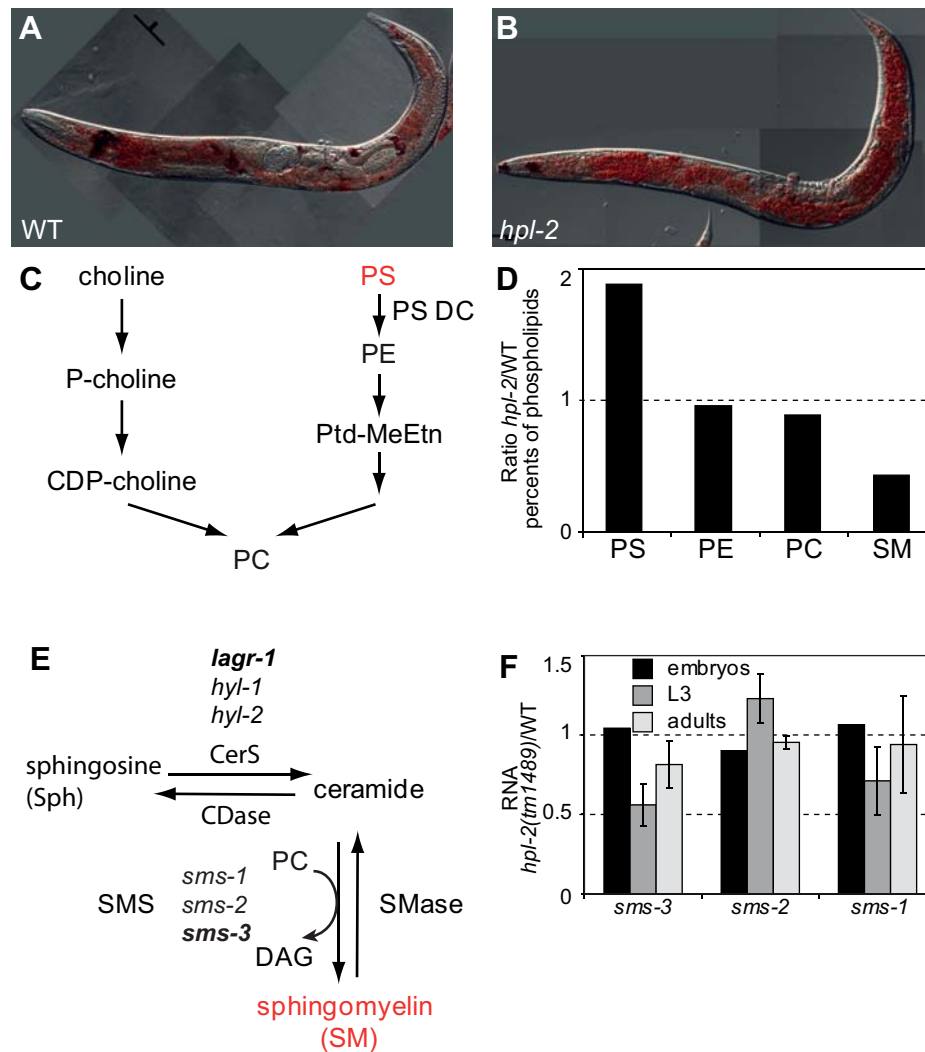 A
WT
B
hpl-2
C
choline
P-choline
CDP-choline
PS
PS DC
PE
Ptd-MeEtn
PC
D
Ratio hpl-2/WT
percents of phospholipids
2
1
0
PS PE PC SM
E
lagr-1
hyl-1
hyl-2
CerS
sphingosine
(Sph)
ceramide
CDase
SMS
sms-1
sms-2
sms-3
PC
DAG
SMase
sphingomyelin
(SM)
F
RNA
hpl-2(tm1489)/WT
1.5
1
0.5
0
embryos
L3
adults
sms-3 sms-2 sms-1